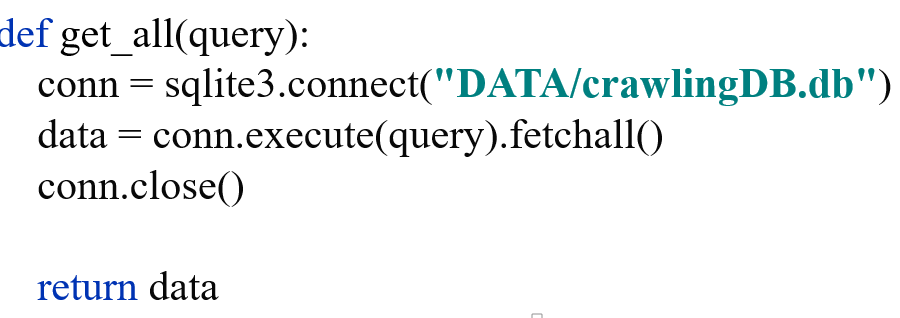 def get_all(query):
    conn = sqlite3.connect("DATA/crawlingDB.db")
    data = conn.execute(query).fetchall()
    conn.close()

    return data